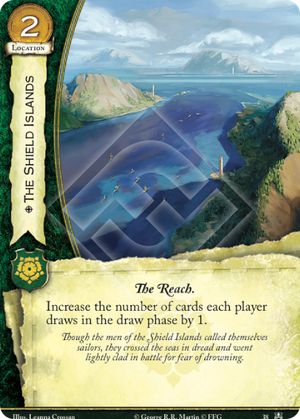 2
LOCATION
THE SHIELD ISLANDS
The Reach.
Increase the number of cards each player
draws in the draw phase by 1.
Though the men of the Shield Islands called themselves
sailors, they crossed the seas in dread and went
lightly clad in battle for fear of drowning.
Illus. Leanna Crossan
© George R.R. Martin © FFG
18